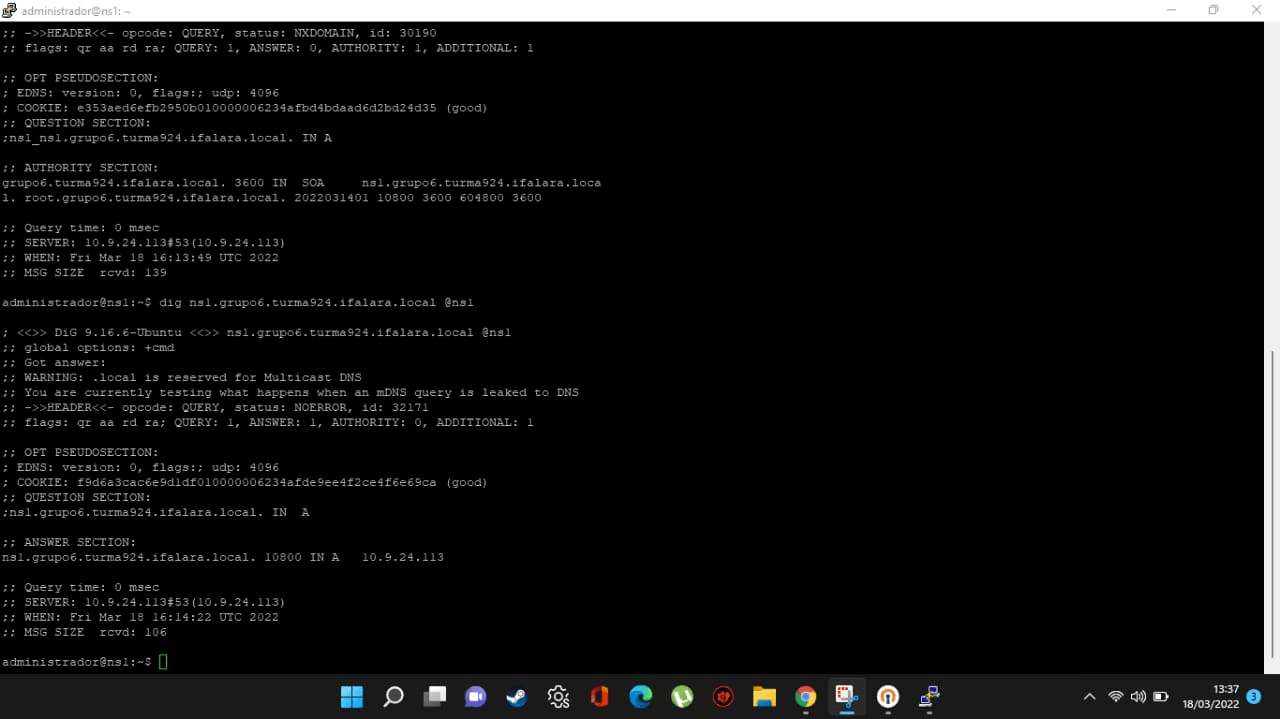 administrador@ns1: ~
;; ->>HEADER<<- opcode: QUERY, status: NXDOMAIN, id: 30190
;; flags: qr aa rd ra; QUERY: 1, ANSWER: 0, AUTHORITY: 1, ADDITIONAL: 1
;; OPT PSEUDOSECTION:
; EDNS: version: 0, flags:; udp: 4096
; COOKIE: e353aed6efb2950b010000006234afbd4bdaad6d2bd24d35 (good)
;; QUESTION SECTION:
;ns1_ns1.grupo6.turma924.ifalara.local. IN A
;; AUTHORITY SECTION:
grupo6.turma924.ifalara.local. 3600 IN SOA ns1.grupo6.turma924.ifalara.loca
l. root.grupo6.turma924.ifalara.local. 2022031401 10800 3600 604800 3600
;; Query time: 0 msec
;; SERVER: 10.9.24.113#53(10.9.24.113)
;; WHEN: Fri Mar 18 16:13:49 UTC 2022
;; MSG SIZE rcvd: 139
administrador@ns1:~$ dig ns1.grupo6.turma924.ifalara.local @ns1
; <<>> DiG 9.16.6-Ubuntu <<>> ns1.grupo6.turma924.ifalara.local @ns1
;; global options: +cmd
;; Got answer:
;; WARNING: .local is reserved for Multicast DNS
;; You are currently testing what happens when an mDNS query is leaked to DNS
;; ->>HEADER<<- opcode: QUERY, status: NOERROR, id: 32171
;; flags: qr aa rd ra; QUERY: 1, ANSWER: 1, AUTHORITY: 0, ADDITIONAL: 1
;; OPT PSEUDOSECTION:
; EDNS: version: 0, flags:; udp: 4096
; COOKIE: f9d6a3cac6e9d1df010000006234afde9ee4f2ce4f6e69ca (good)
;; QUESTION SECTION:
;ns1.grupo6.turma924.ifalara.local. IN A
;; ANSWER SECTION:
ns1.grupo6.turma924.ifalara.local. 10800 IN A 10.9.24.113
;; Query time: 0 msec
;; SERVER: 10.9.24.113#53(10.9.24.113)
;; WHEN: Fri Mar 18 16:14:22 UTC 2022
;; MSG SIZE rcvd: 106
administrador@ns1:~$
13:37
18/03/2022
3